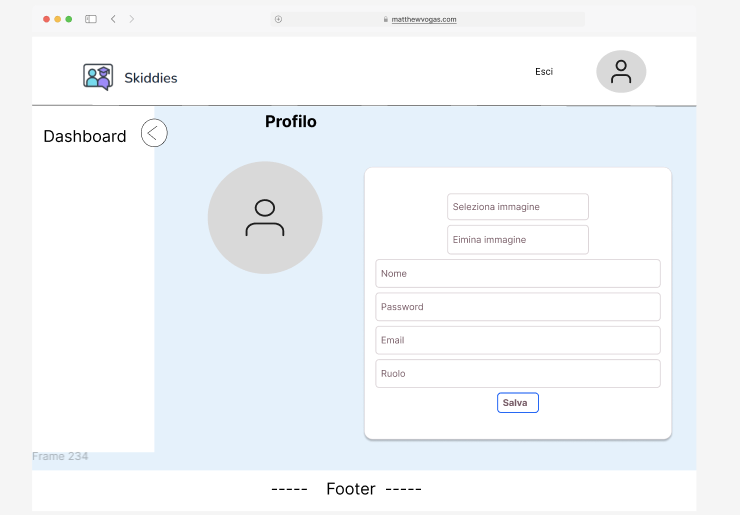 matthewvogas.com
Skiddies
Esci
Dashboard
Profilo
Seleziona immagine
Eimina immagine
Nome
Password
Email
Ruolo
Salva
Frame 234
----- Footer -----